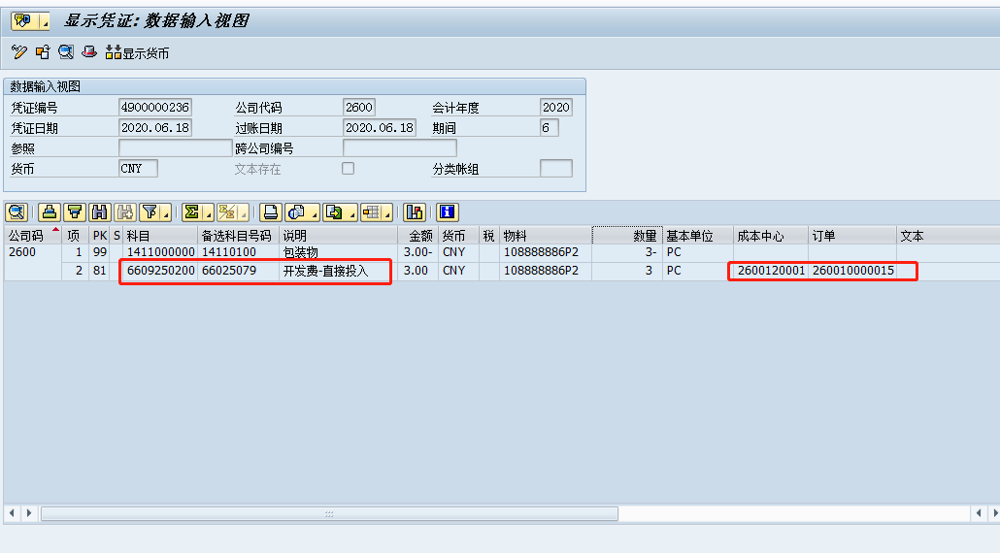 显示凭证: 数据输入视图
显示货币
数据输入视图
凭证编号 4900000236 公司代码 2600 会计年度 2020
凭证日期 2020.06.18 过账日期 2020.06.18 期间 6
参照 跨公司编号
货币 CNY 文本存在 分类帐组
公司码 项 PK S 科目 备选科目号码 说明 金额 货币 税 物料 数量 基本单位 成本中心 订单 文本
2600 1 99 1411000000 14110100 包装物 3.00- CNY 108888886P2 3- PC
2 81 6609250200 66025079 开发费-直接投入 3.00 CNY 108888886P2 3 PC 2600120001 260010000015